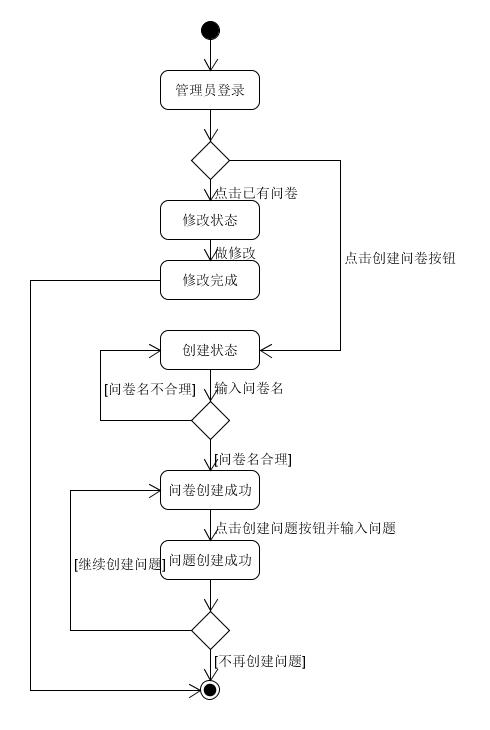 管理员登录
点击已有问卷
修改状态
做修改
点击创建问卷按钮
修改完成
创建状态
[问卷名不合理]
输入问卷名
[问卷名合理]
问卷创建成功
点击创建问题按钮并输入问题
[继续创建问题]
问题创建成功
[不再创建问题]